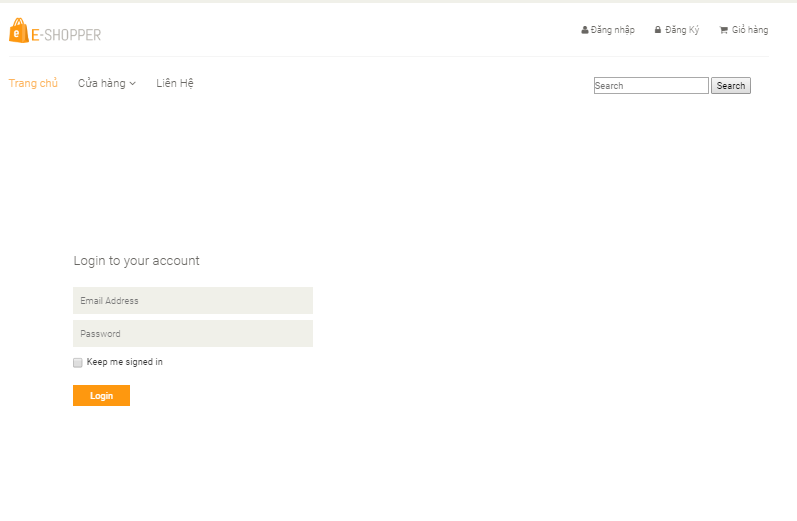 e E-SHOPPER
Đăng nhập Đăng Ký Giỏ hàng
Trang chủ Cửa hàng Liên Hệ Search Search
Login to your account
Email Address
Password
Keep me signed in
Login